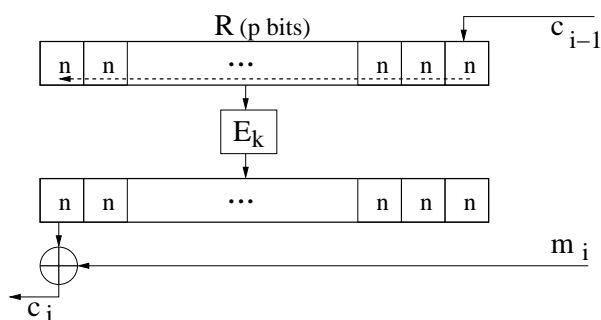 R (p bits)
c i–1
n n ... n n n
E k
n n ... n n n
m i
c i